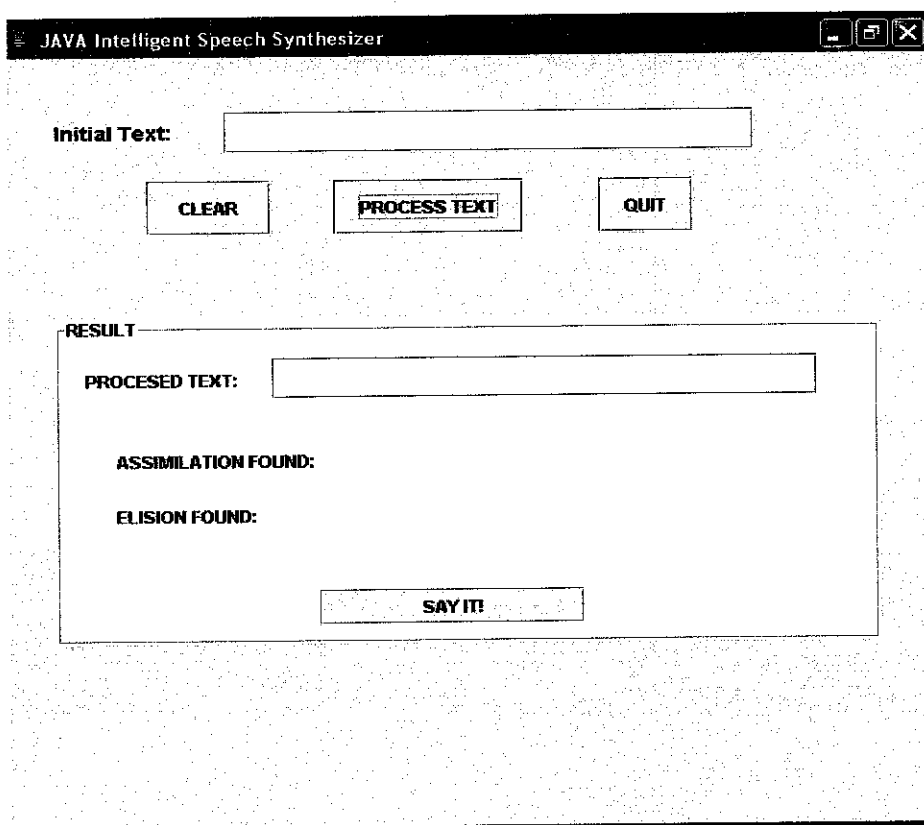 JAVA Intelligent Speech Synthesizer
Initial Text:
CLEAR PROCESS TEXT QUIT
RESULT
PROCESED TEXT:
ASSIMILATION FOUND:
ELISION FOUND:
SAY IT!